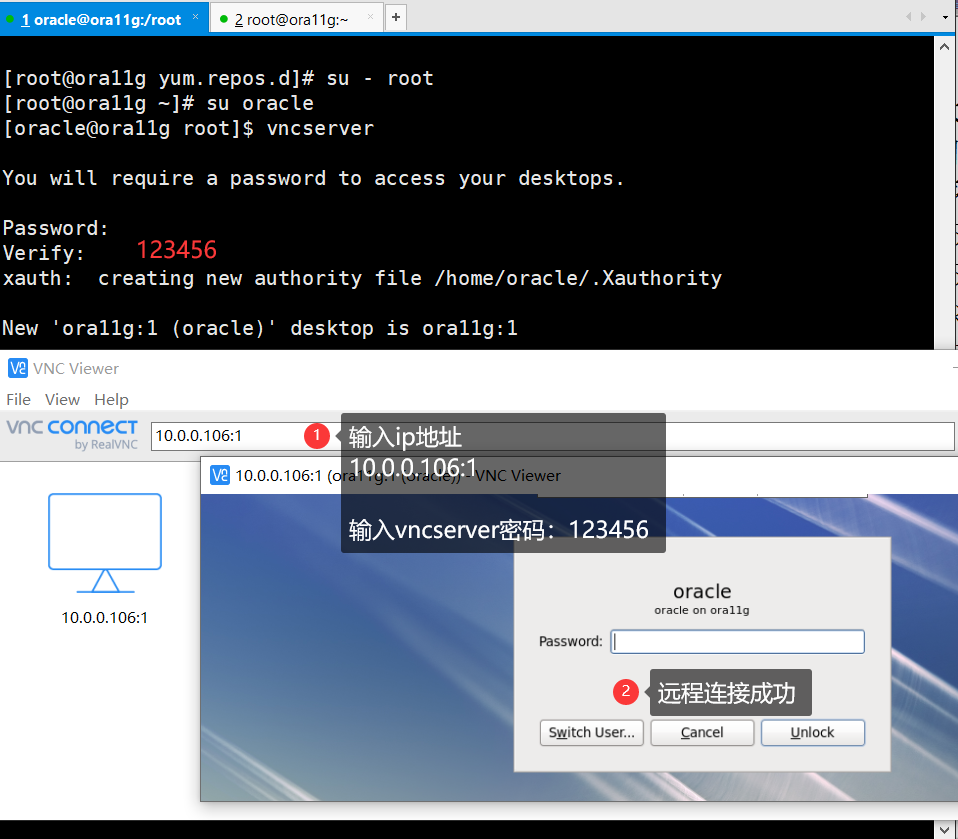 1 oracle@ora11g:/root × 2 root@ora11g:~ × +
[root@ora11g yum.repos.d]# su - root
[root@ora11g ~]# su oracle
[oracle@ora11g root]$ vncserver
You will require a password to access your desktops.
Password:
Verify: 123456
xauth:  creating new authority file /home/oracle/.Xauthority
New 'ora11g:1 (oracle)' desktop is ora11g:1
VNC Viewer
File View Help
vnc connect
by RealVNC
10.0.0.106:1
1 输入ip地址
10.0.0.106:1
输入vncserver密码：123456
10.0.0.106:1 (ora11g:1 (oracle)) - VNC Viewer
10.0.0.106:1
oracle
oracle on ora11g
Password:
2 远程连接成功
Switch User... Cancel Unlock